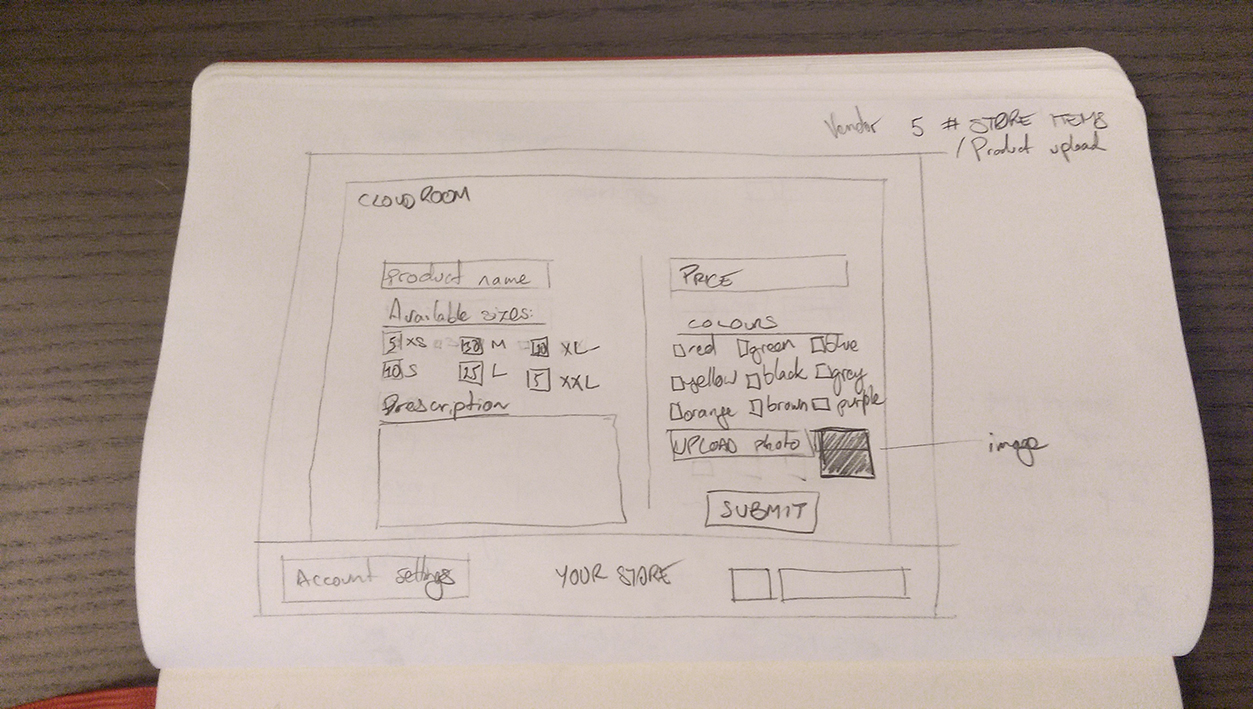 Vendor 5 # STORE ITEMS
/ Product upload
CLOUDROOM
Product name
Available sizes:
5 XS 30 M 10 XL
10 S 25 L 5 XXL
Description
PRICE
COLOURS
red green blue
yellow black grey
orange brown purple
UPLOAD photo
image
SUBMIT
Account settings YOUR STORE